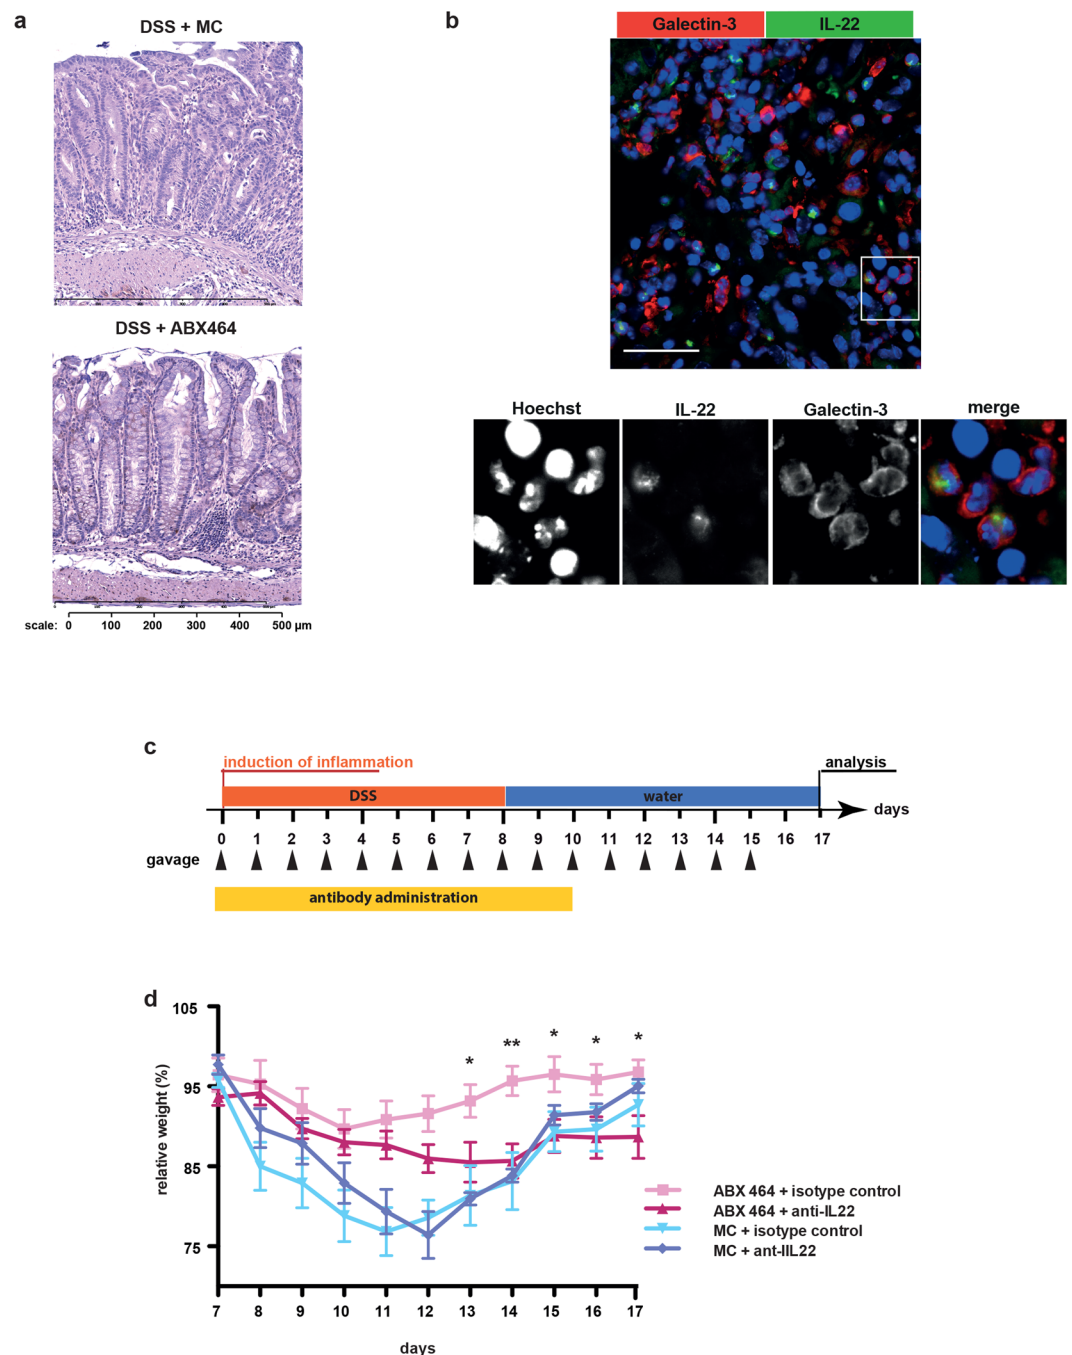 a
DSS + MC
DSS + ABX464
scale: 0 100 200 300 400 500 µm
b
Galectin-3 IL-22
Hoechst IL-22 Galectin-3 merge
c
induction of inflammation
analysis
DSS water
days
0 1 2 3 4 5 6 7 8 9 10 11 12 13 14 15 16 17
gavage
antibody administration
d
105
95
85
75
relative weight (%)
* ** * * *
ABX 464 + isotype control
ABX 464 + anti-IL22
MC + isotype control
MC + ant-IIL22
7 8 9 10 11 12 13 14 15 16 17
days